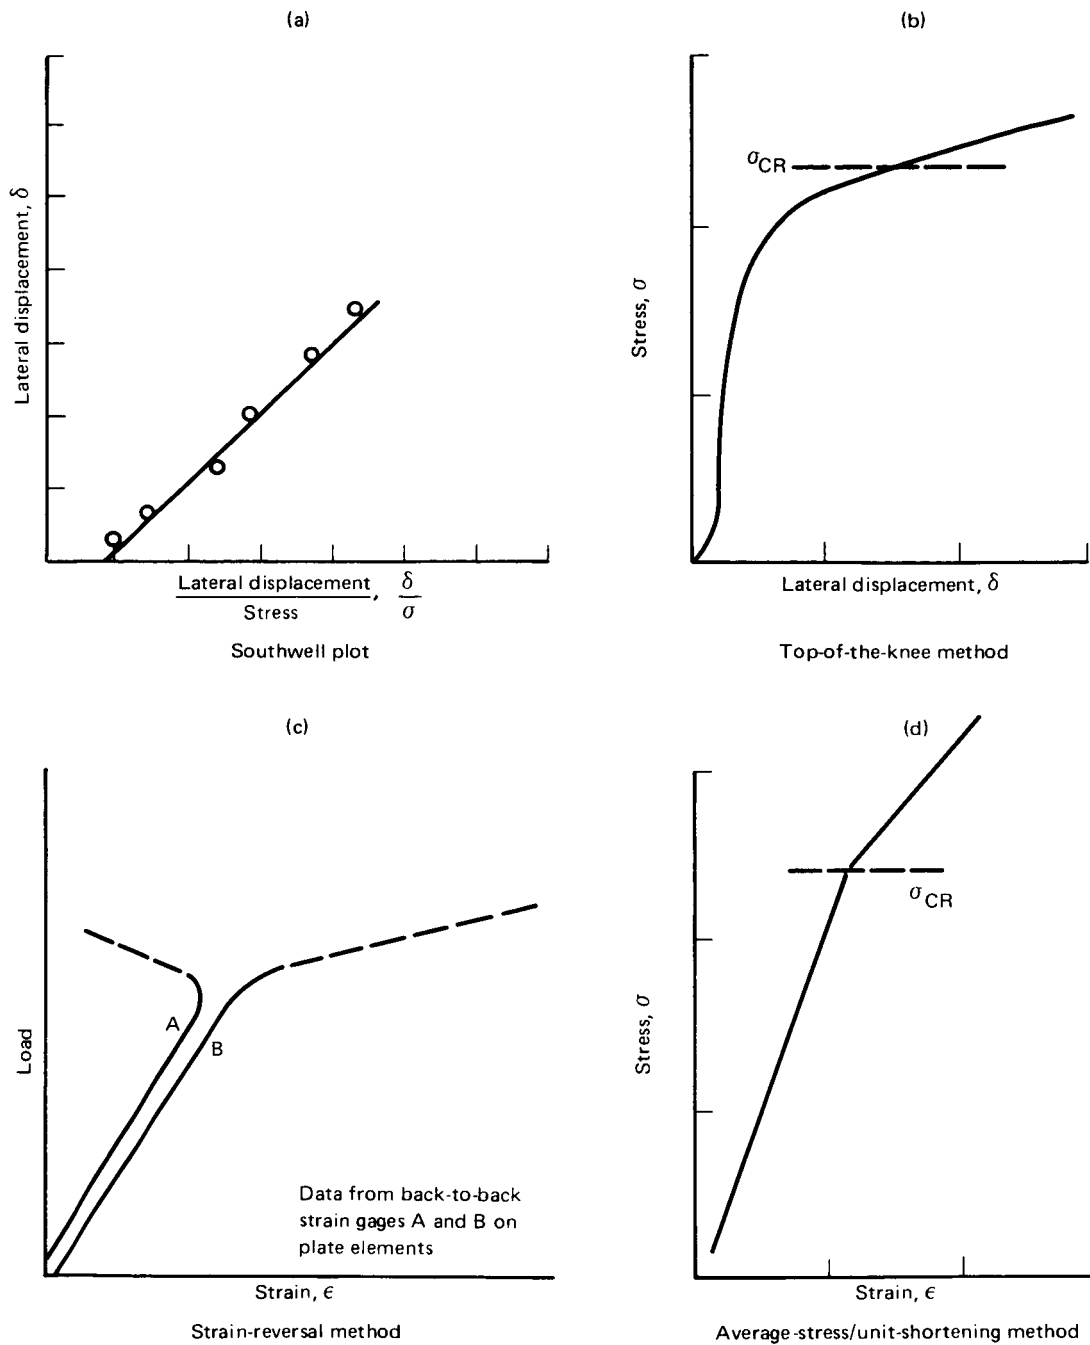 (a)
Lateral displacement, δ
Lateral displacement
Stress
, δ
σ
Southwell plot
(b)
Stress, σ
σCR
Lateral displacement, δ
Top-of-the-knee method
(c)
Load
A
B
Data from back-to-back
strain gages A and B on
plate elements
Strain, ϵ
Strain-reversal method
(d)
Stress, σ
σCR
Strain, ϵ
Average-stress/unit-shortening method